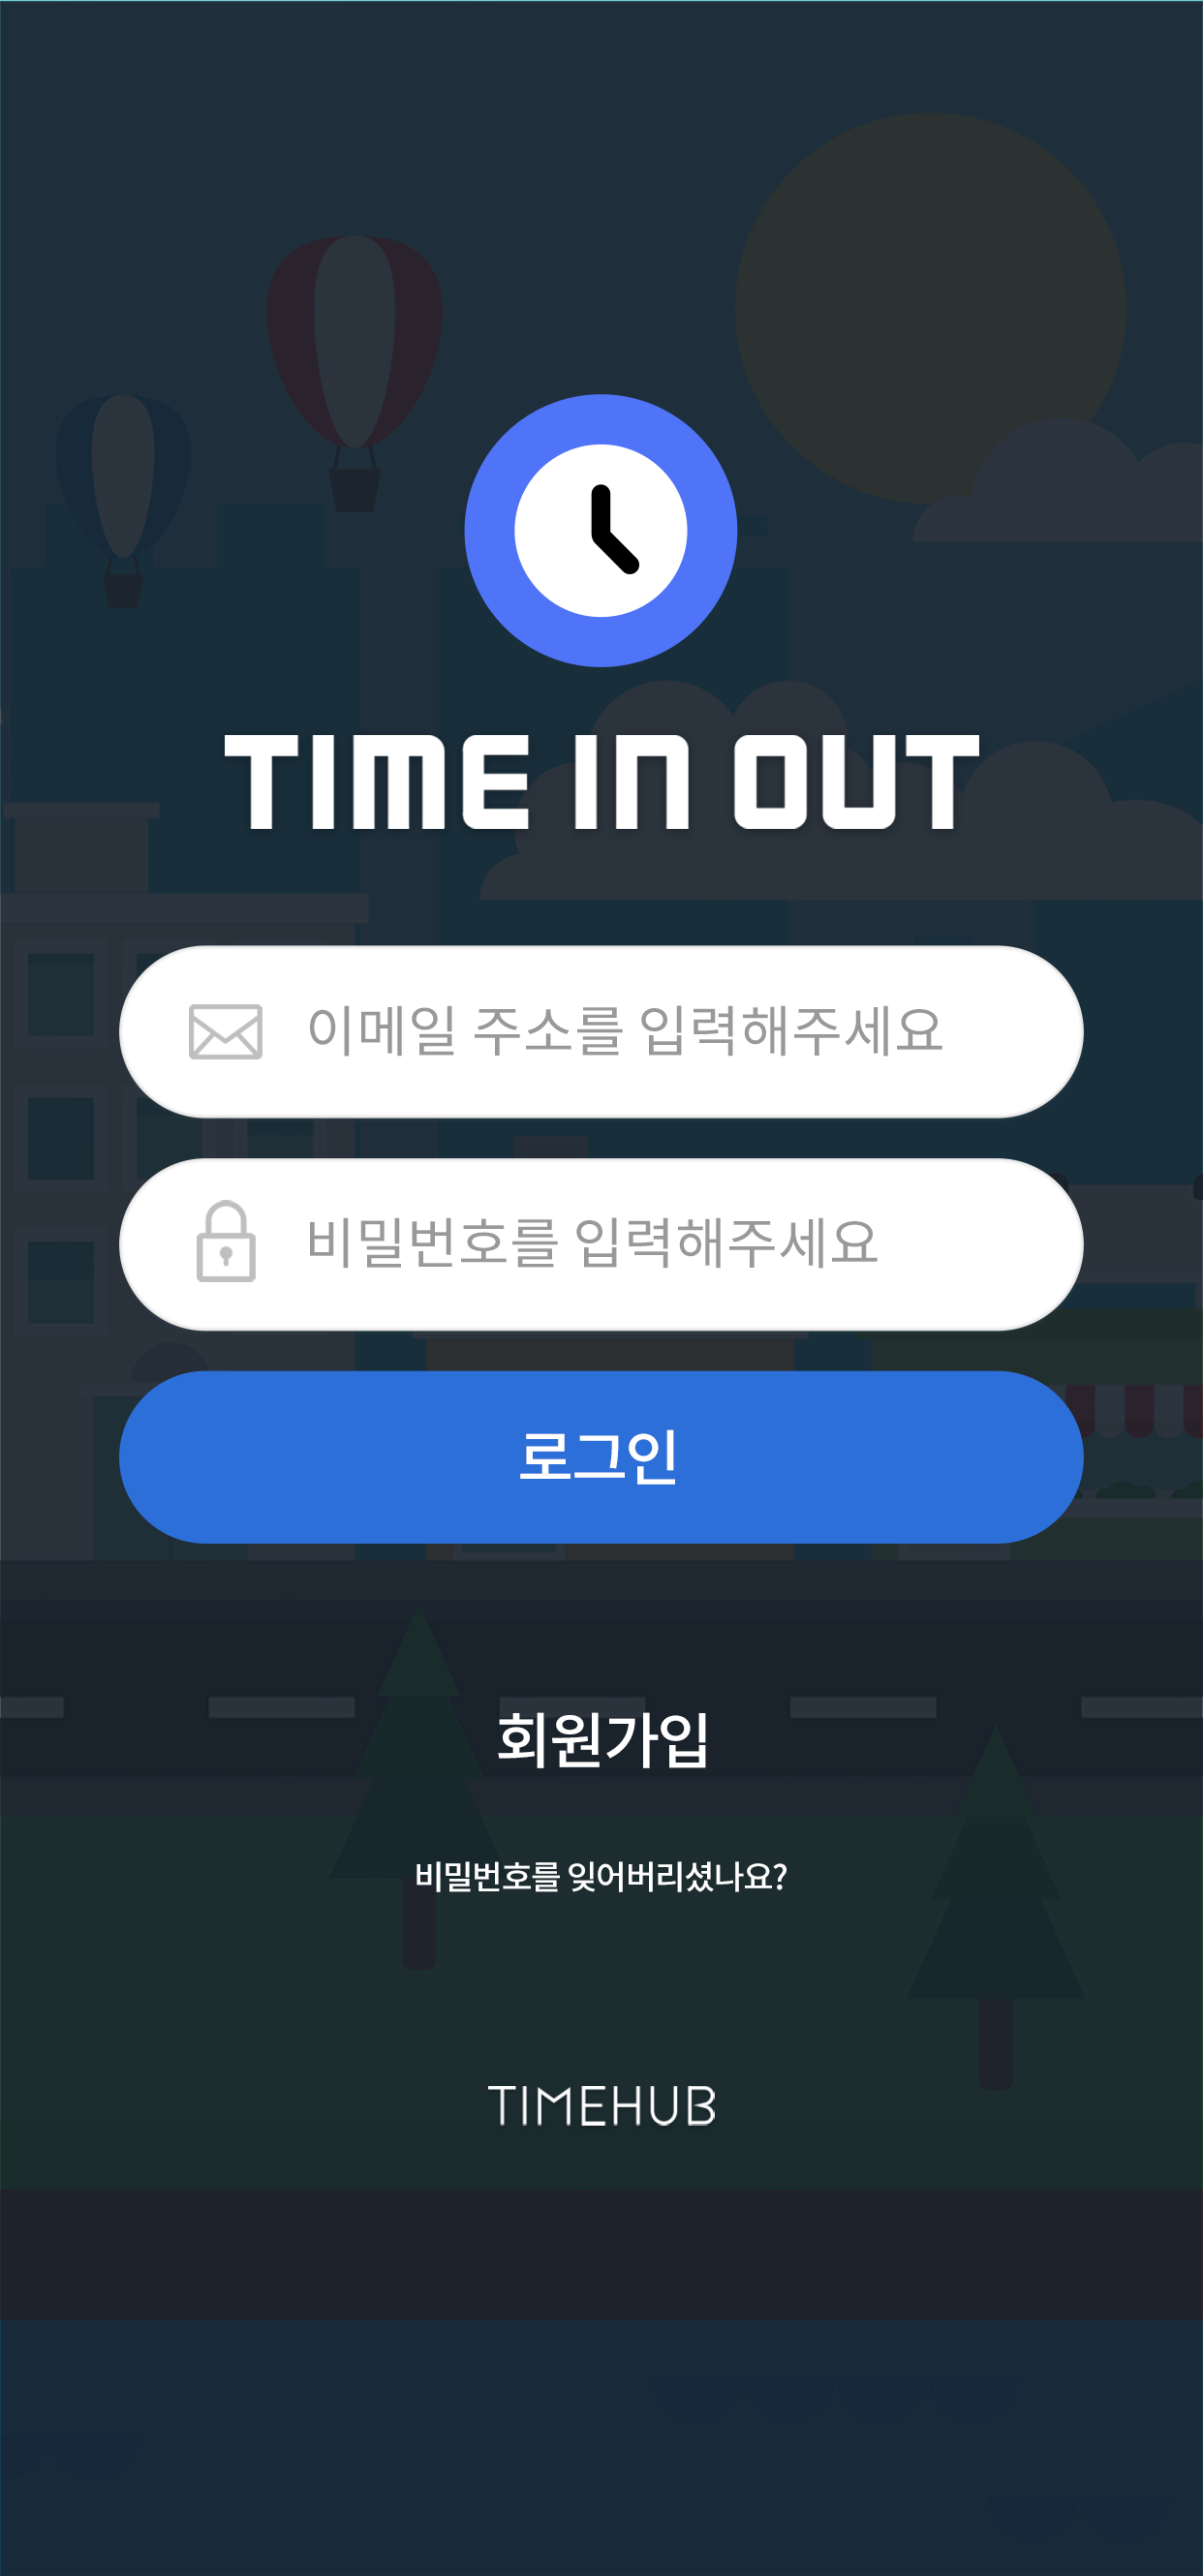 TIME IN OUT
이메일 주소를 입력해주세요
비밀번호를 입력해주세요
로그인
회원가입
비밀번호를 잊어버리셨나요?
TIMEHUB